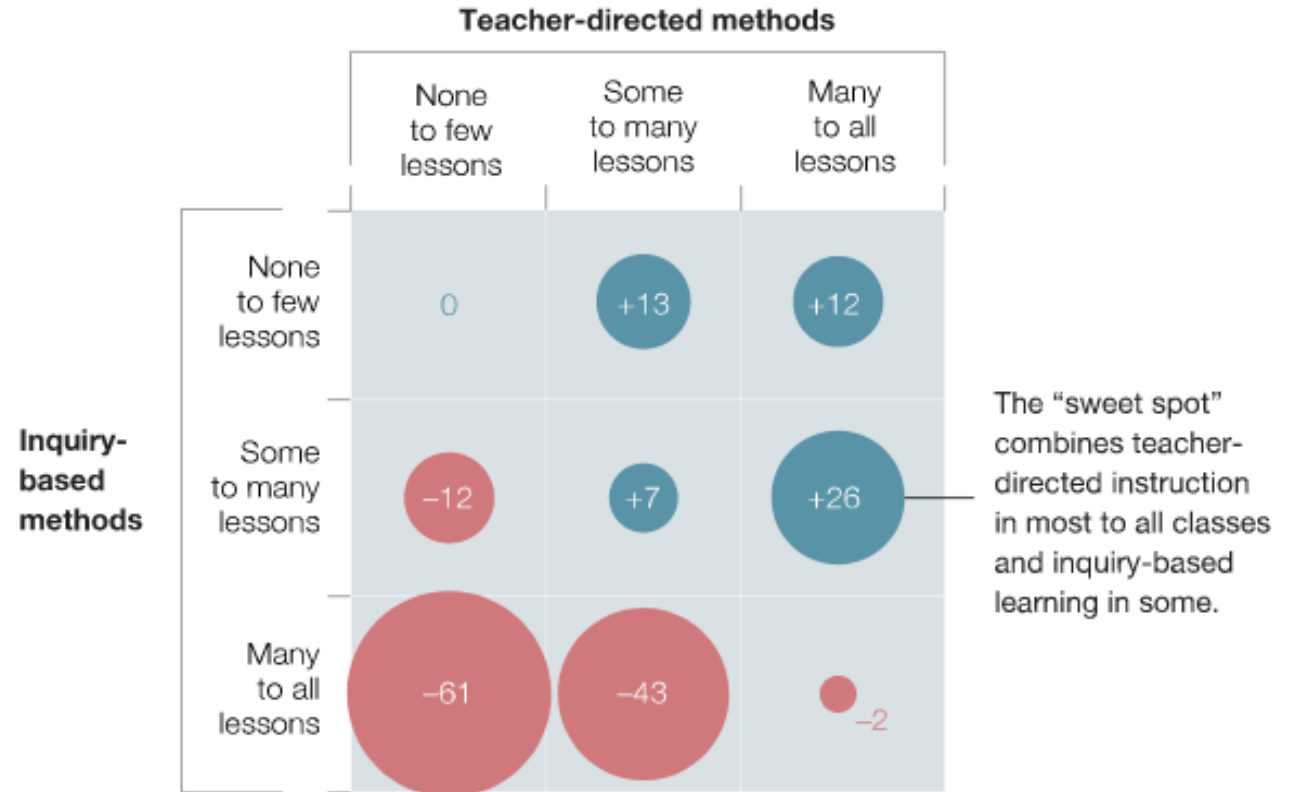 Teacher-directed methods
None
to few
lessons
Some
to many
lessons
Many
to all
lessons
Inquiry-
based
methods
None
to few
lessons
0
+13
+12
Some
to many
lessons
–12
+7
+26
Many
to all
lessons
–61
–43
–2
The “sweet spot”
combines teacher-
directed instruction
in most to all classes
and inquiry-based
learning in some.